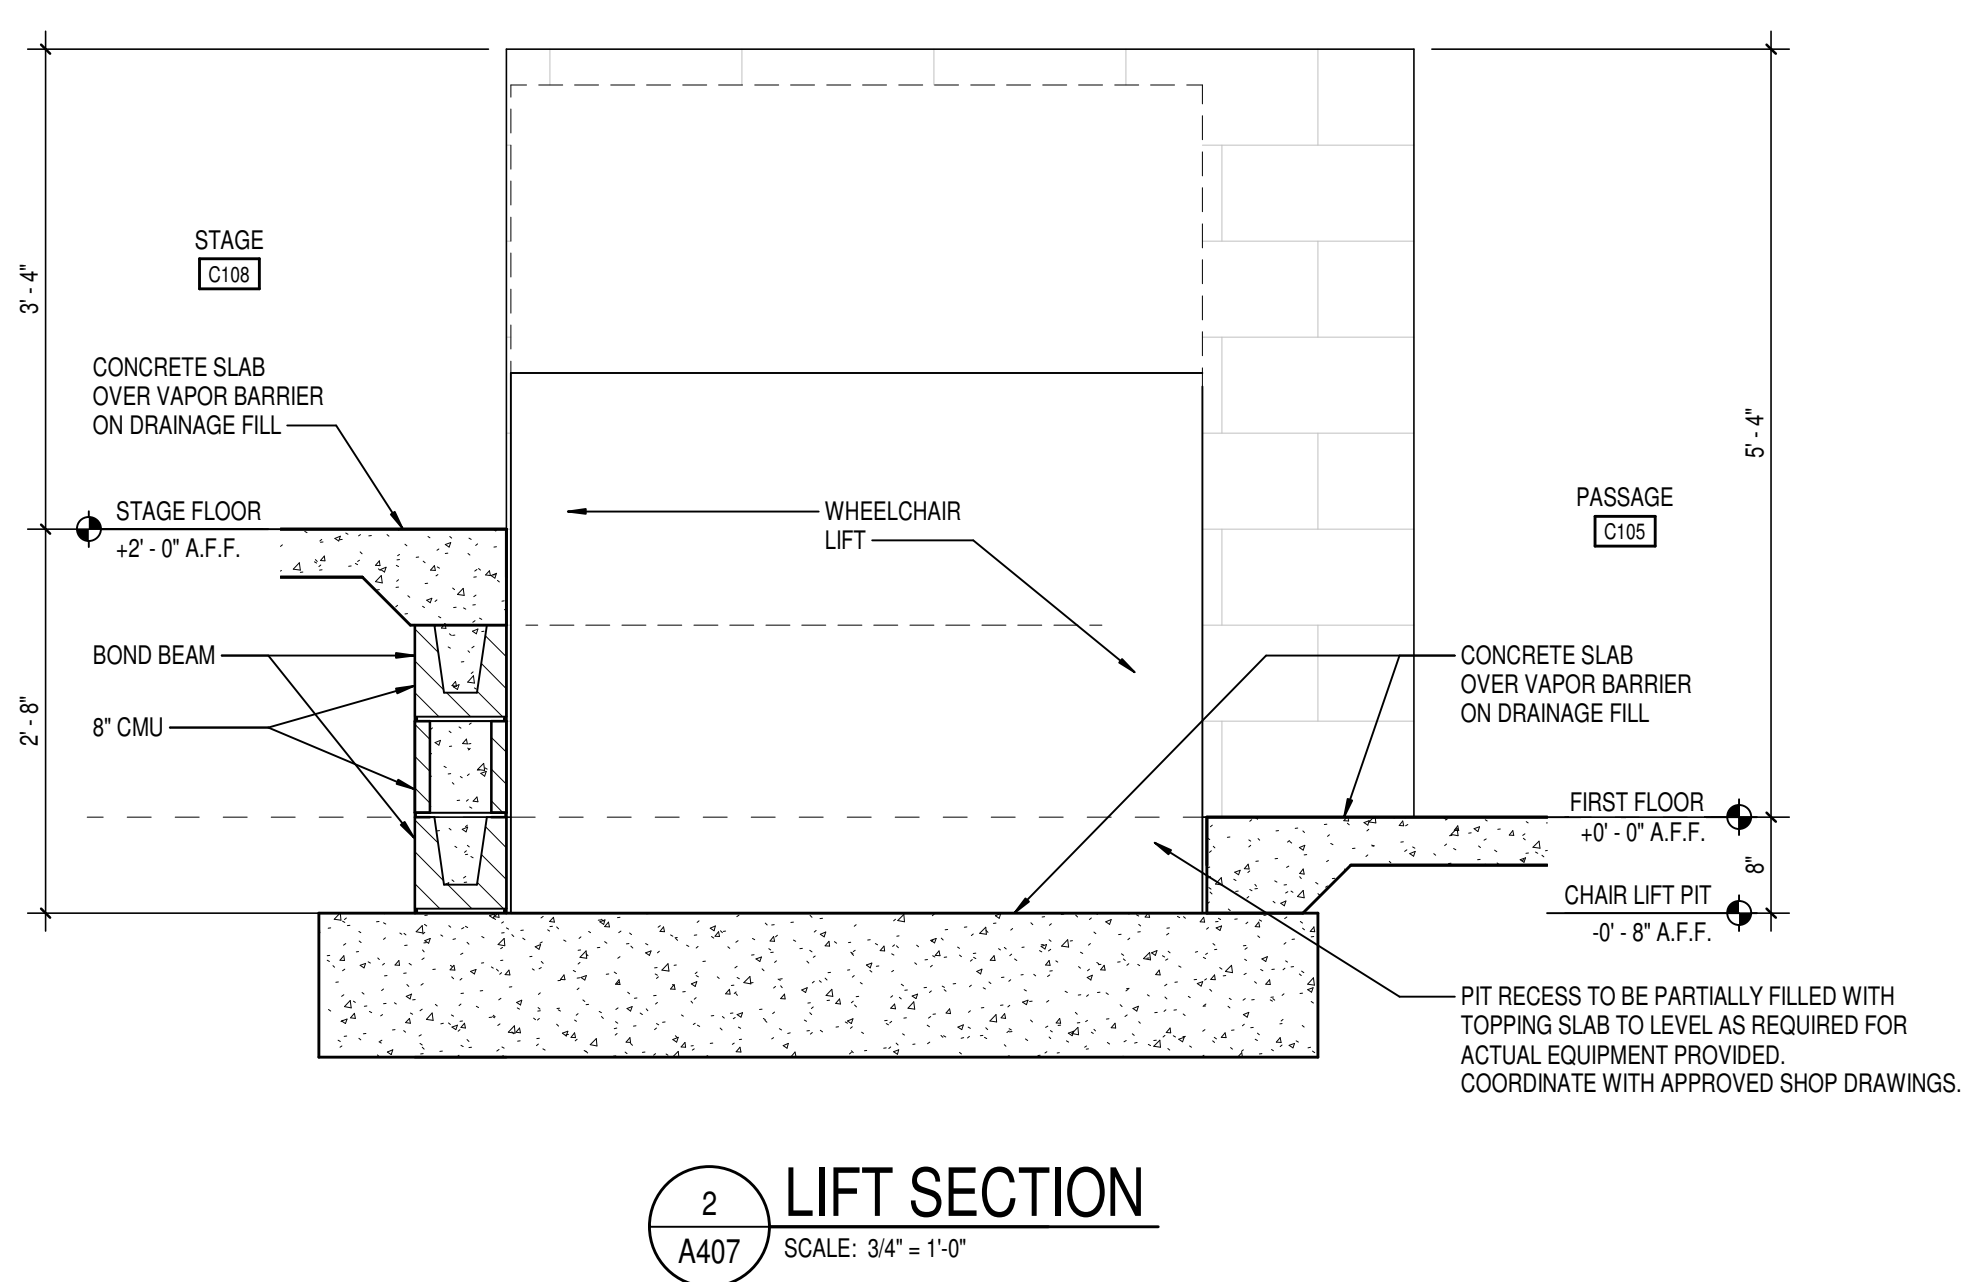 3' - 4"
STAGE
C108
CONCRETE SLAB
OVER VAPOR BARRIER
ON DRAINAGE FILL
STAGE FLOOR
+2' - 0" A.F.F.
BOND BEAM
8" CMU
2' - 8"
WHEELCHAIR
LIFT
5' - 4"
PASSAGE
C105
CONCRETE SLAB
OVER VAPOR BARRIER
ON DRAINAGE FILL
FIRST FLOOR
+0' - 0" A.F.F.
8"
CHAIR LIFT PIT
-0' - 8" A.F.F.
PIT RECESS TO BE PARTIALLY FILLED WITH
TOPPING SLAB TO LEVEL AS REQUIRED FOR
ACTUAL EQUIPMENT PROVIDED.
COORDINATE WITH APPROVED SHOP DRAWINGS.
2
A407
LIFT SECTION
SCALE: 3/4" = 1'-0"